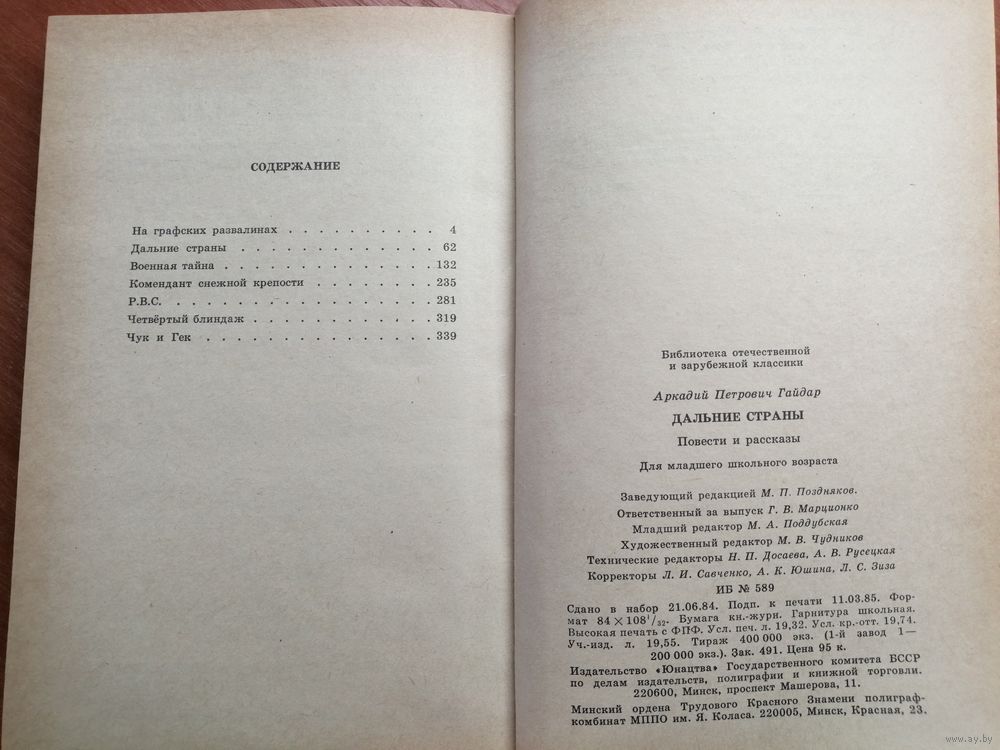 СОДЕРЖАНИЕ
На графских развалинах . . . . . . . . . . 4
Дальние страны . . . . . . . . . . . . . 62
Военная тайна . . . . . . . . . . . . . . 132
Комендант снежной крепости . . . . . . . . 235
Р.В.С. . . . . . . . . . . . . . . . . . 281
Четвёртый блиндаж . . . . . . . . . . . . 319
Чук и Гек . . . . . . . . . . . . . . . 339
Библиотека отечественной
и зарубежной классики
Аркадий Петрович Гайдар
ДАЛЬНИЕ СТРАНЫ
Повести и рассказы
Для младшего школьного возраста
Заведующий редакцией М. П. Поздняков.
Ответственный за выпуск Г. В. Марционко
Младший редактор М. А. Поддубская
Художественный редактор М. В. Чудников
Технические редакторы Н. П. Досаева, А. В. Русецкая
Корректоры Л. И. Савченко, А. К. Юшина, Л. С. Зиза
ИБ № 589
Сдано в набор 21.06.84. Подп. к печати 11.03.85. Фор-
мат 84×108¹/₃₂. Бумага кн.-журн. Гарнитура школьная.
Высокая печать с ФПФ. Усл. печ. л. 19,32. Усл. кр.-отт. 19,74.
Уч.-изд. л. 19,55. Тираж 400 000 экз. (1-й завод 1—
200 000 экз.). Зак. 491. Цена 95 к.
Издательство «Юнацтва» Государственного комитета БССР
по делам издательств, полиграфии и книжной торговли.
220600, Минск, проспект Машерова, 11.
Минский ордена Трудового Красного Знамени полиграф-
комбинат МППО им. Я. Коласа. 220005, Минск, Красная, 23.
www.ay.by